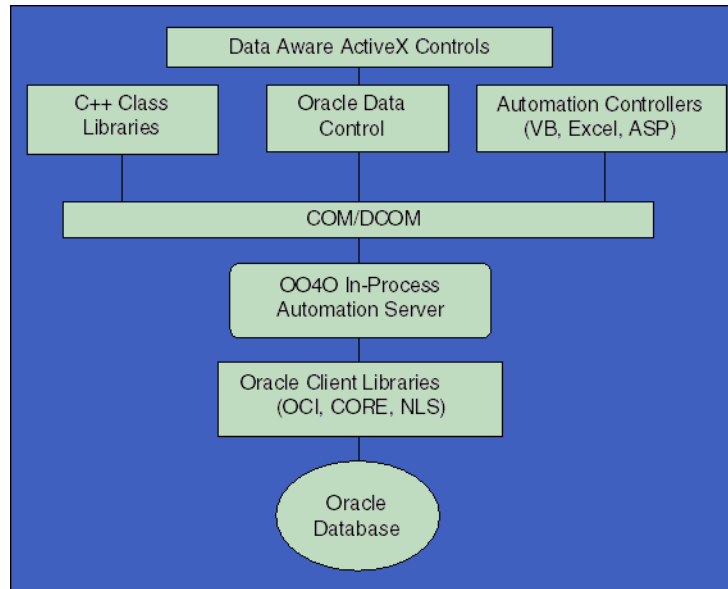 Data Aware ActiveX Controls
C++ Class
Libraries
Oracle Data
Control
Automation Controllers
(VB, Excel, ASP)
COM/DCOM
OO4O In-Process
Automation Server
Oracle Client Libraries
(OCI, CORE, NLS)
Oracle
Database